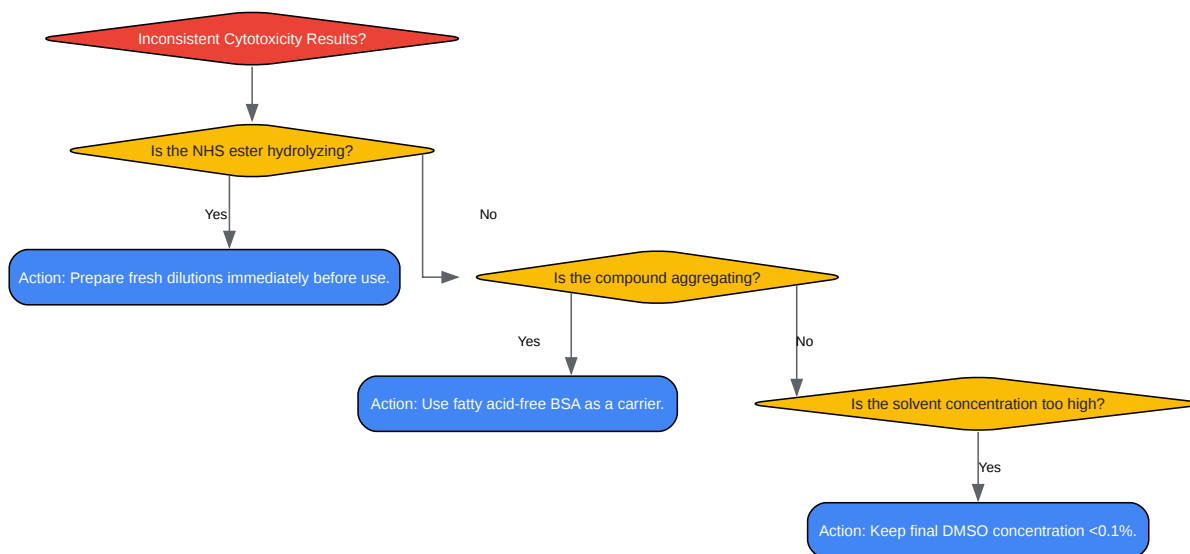 Inconsistent Cytotoxicity Results?
Is the NHS ester hydrolyzing?
Yes
No
Action: Prepare fresh dilutions immediately before use.
Is the compound aggregating?
Yes
No
Action: Use fatty acid-free BSA as a carrier.
Is the solvent concentration too high?
Yes
Action: Keep final DMSO concentration <0.1%.